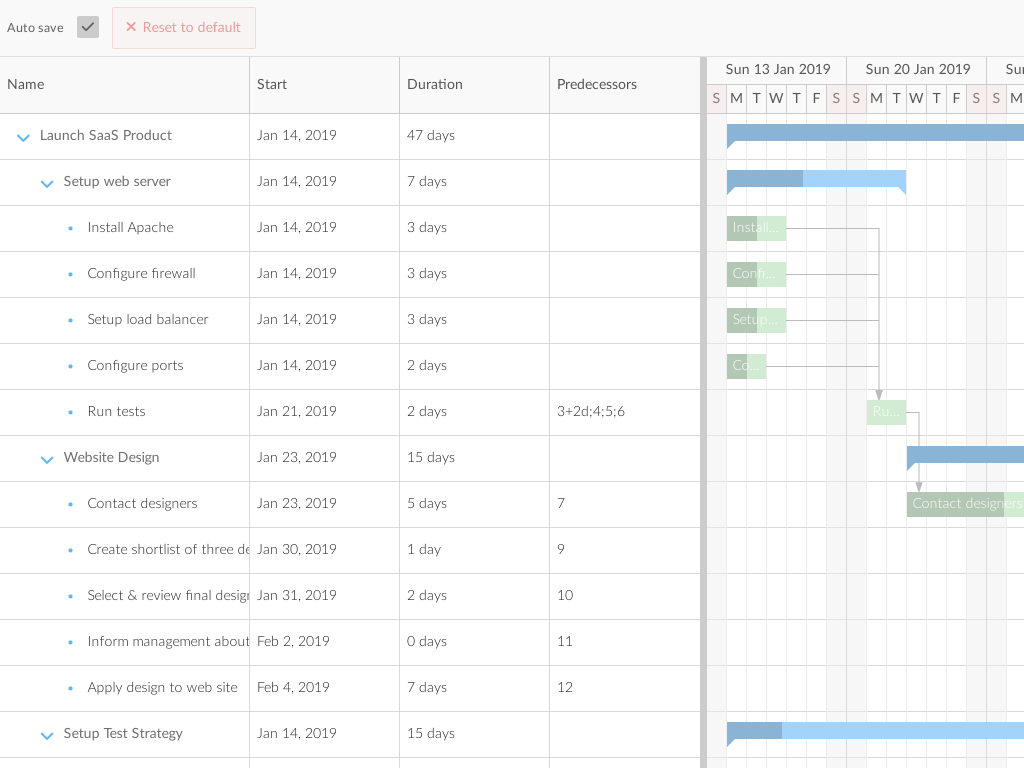 Auto save
Reset to default
Name Start Duration Predecessors
Sun 13 Jan 2019 Sun 20 Jan 2019
S M T W T F S S M T W T F S S M
Launch SaaS Product Jan 14, 2019 47 days
Setup web server Jan 14, 2019 7 days
Install Apache Jan 14, 2019 3 days Install...
Configure firewall Jan 14, 2019 3 days Confi...
Setup load balancer Jan 14, 2019 3 days Setup...
Configure ports Jan 14, 2019 2 days Co...
Run tests Jan 21, 2019 2 days 3+2d;4;5;6 Ru...
Website Design Jan 23, 2019 15 days
Contact designers Jan 23, 2019 5 days 7 Contact designers
Create shortlist of three de Jan 30, 2019 1 day 9
Select & review final design Jan 31, 2019 2 days 10
Inform management about Feb 2, 2019 0 days 11
Apply design to web site Feb 4, 2019 7 days 12
Setup Test Strategy Jan 14, 2019 15 days